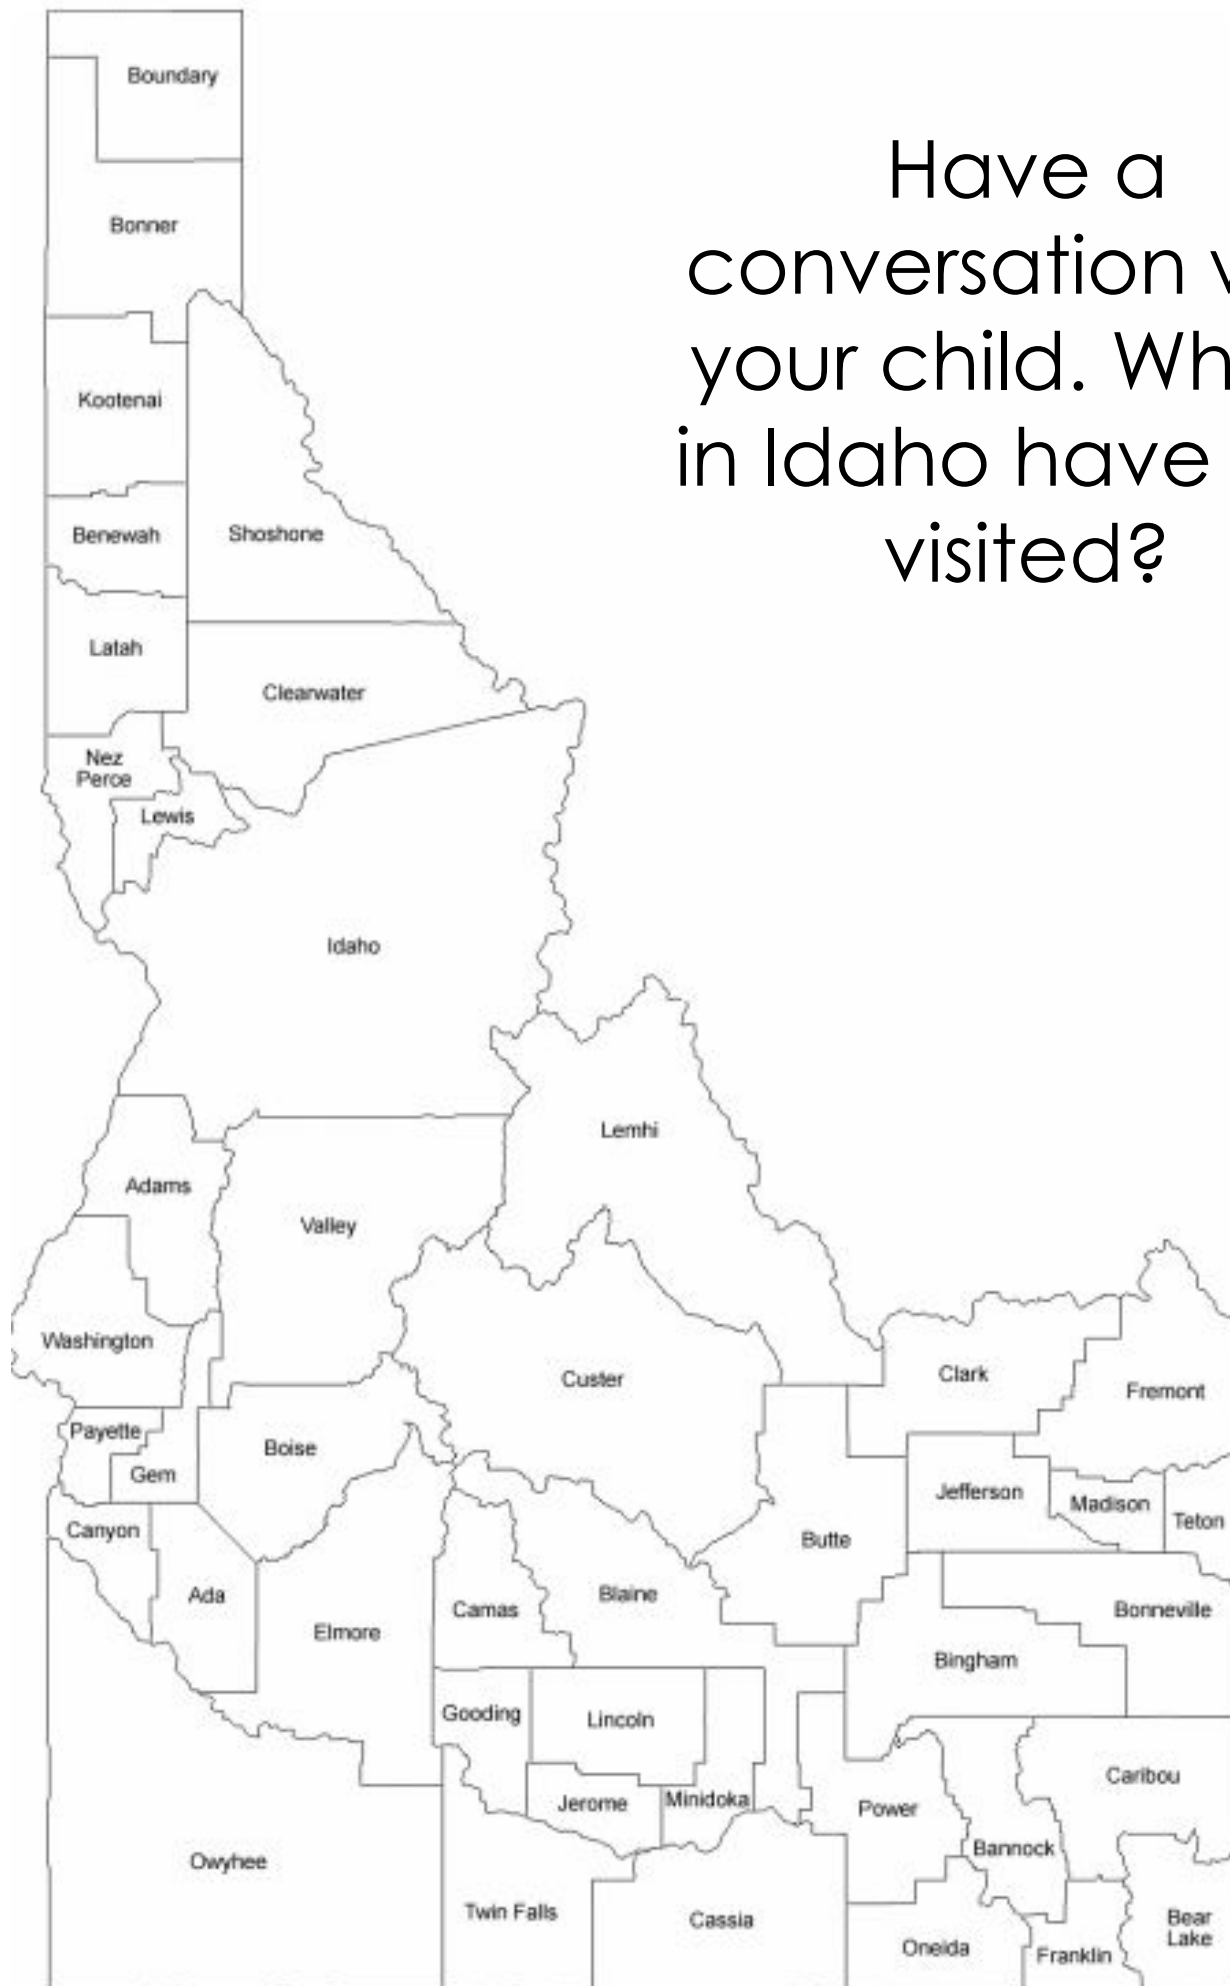 Boundary
Have a
conversation
your child.
Bonner
in Idaho have
visited?
Kootenai
Benewah
Shoshone
Latah
Clearwater
Nez
Perce
Lewis
Idaho
Lemhi
Adams
Valley
Washington
Custer
Clark
Fremont
Payette
Boise
Gem
Jefferson
Madison
Teton
Canyon
Butte
Ada
Blaine
Camas
Bonneville
Elmore
Bingham
Gooding
Lincoln
Caribou
Jerome
Minidoka
Power
Bannock
Owyhee
Twin Falls
Cassia
Bear
Lake
Oneida
Franklin